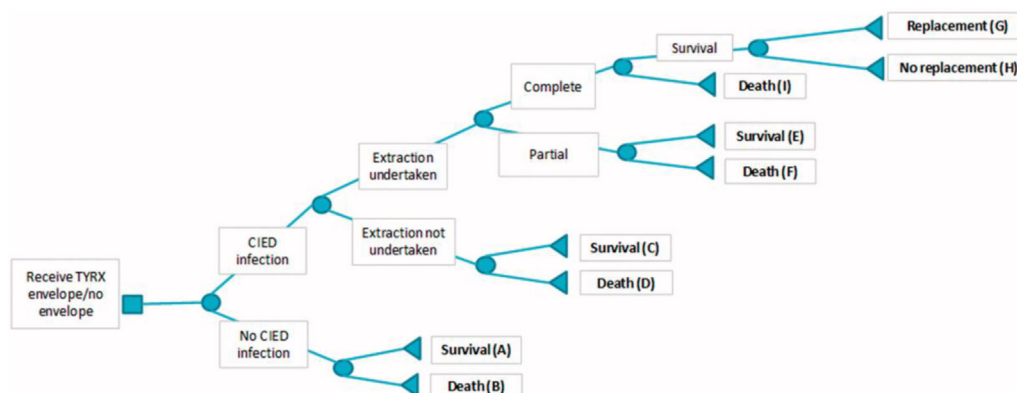 Replacement (G)
Survival
No replacement (H)
Complete
Death (I)
Survival (E)
Partial
Death (F)
Extraction
undertaken
Extraction not
undertaken
Survival (C)
Death (D)
CIED
infection
Receive TYRX
envelope/no
envelope
No CIED
infection
Survival (A)
Death (B)